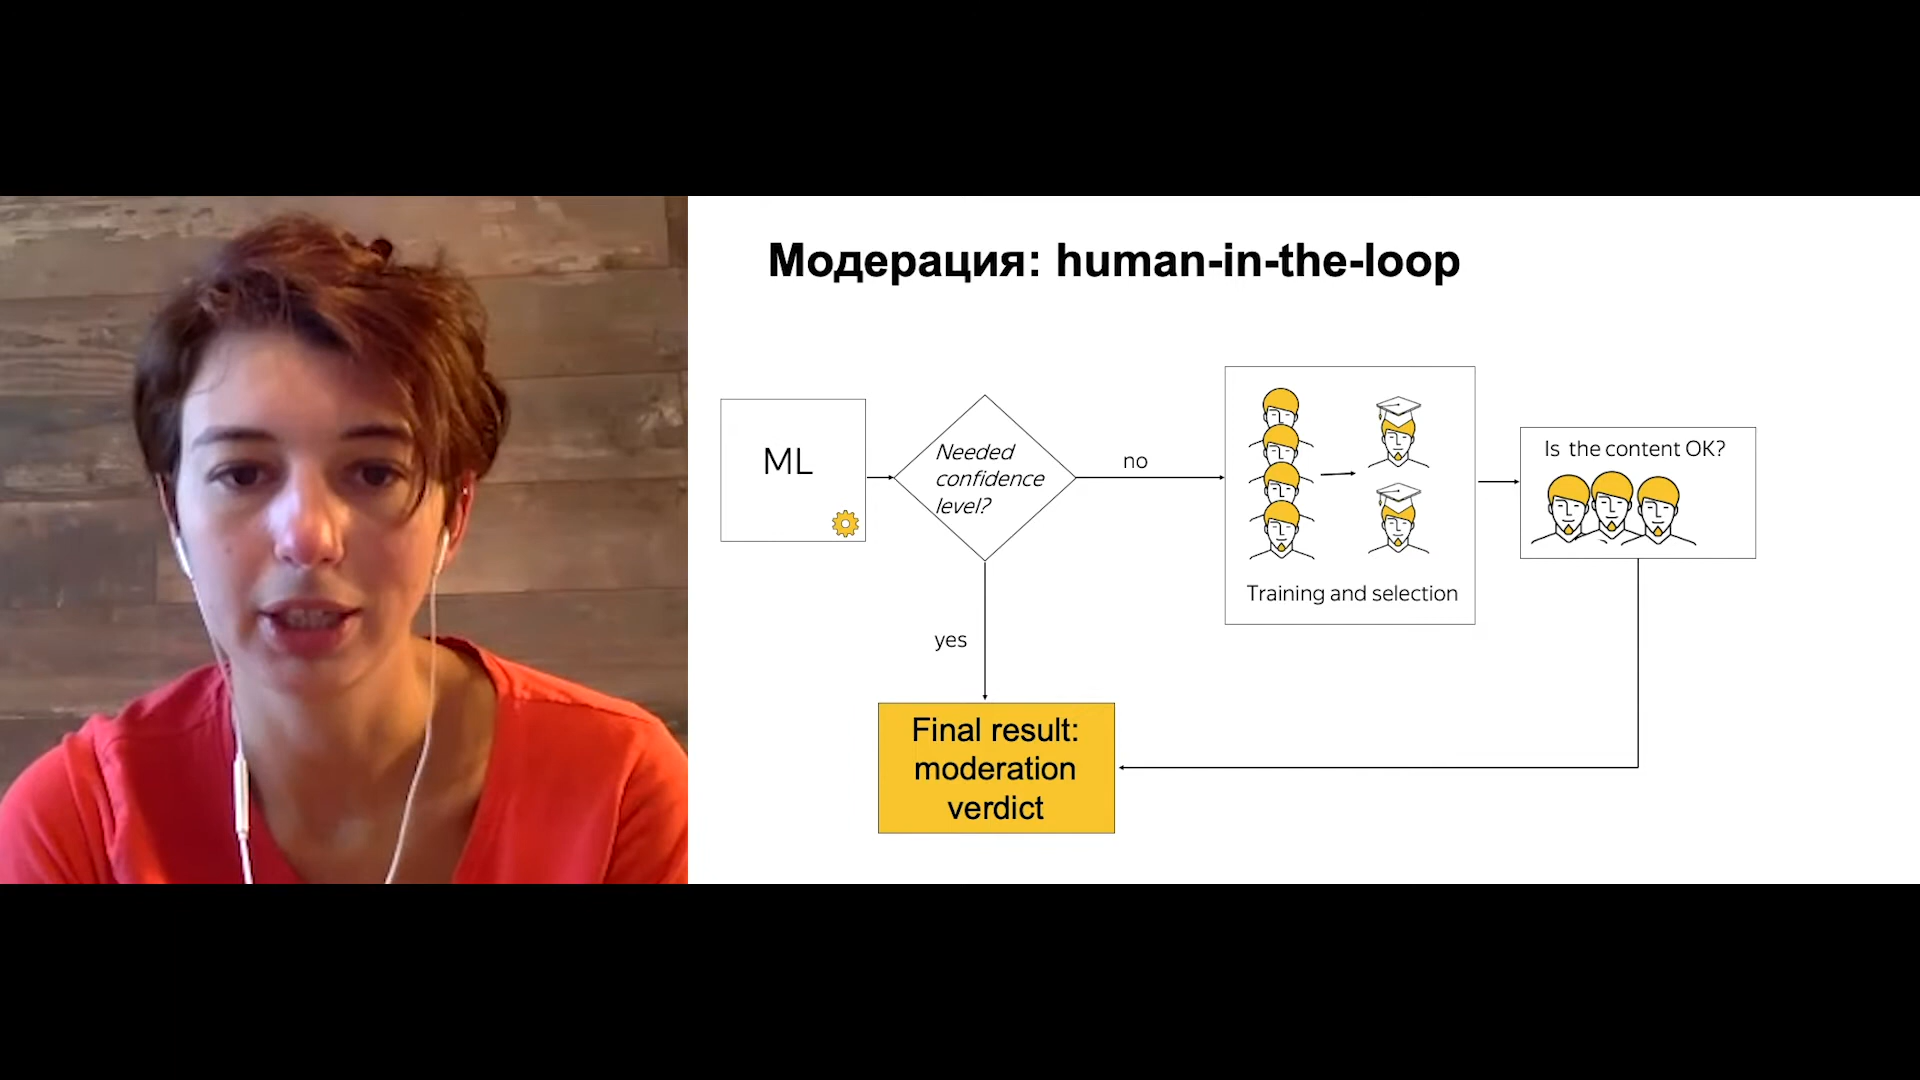 Модерация: human-in-the-loop
ML
Needed
confidence
level?
no
yes
Training and selection
Is the content OK?
Final result:
moderation
verdict